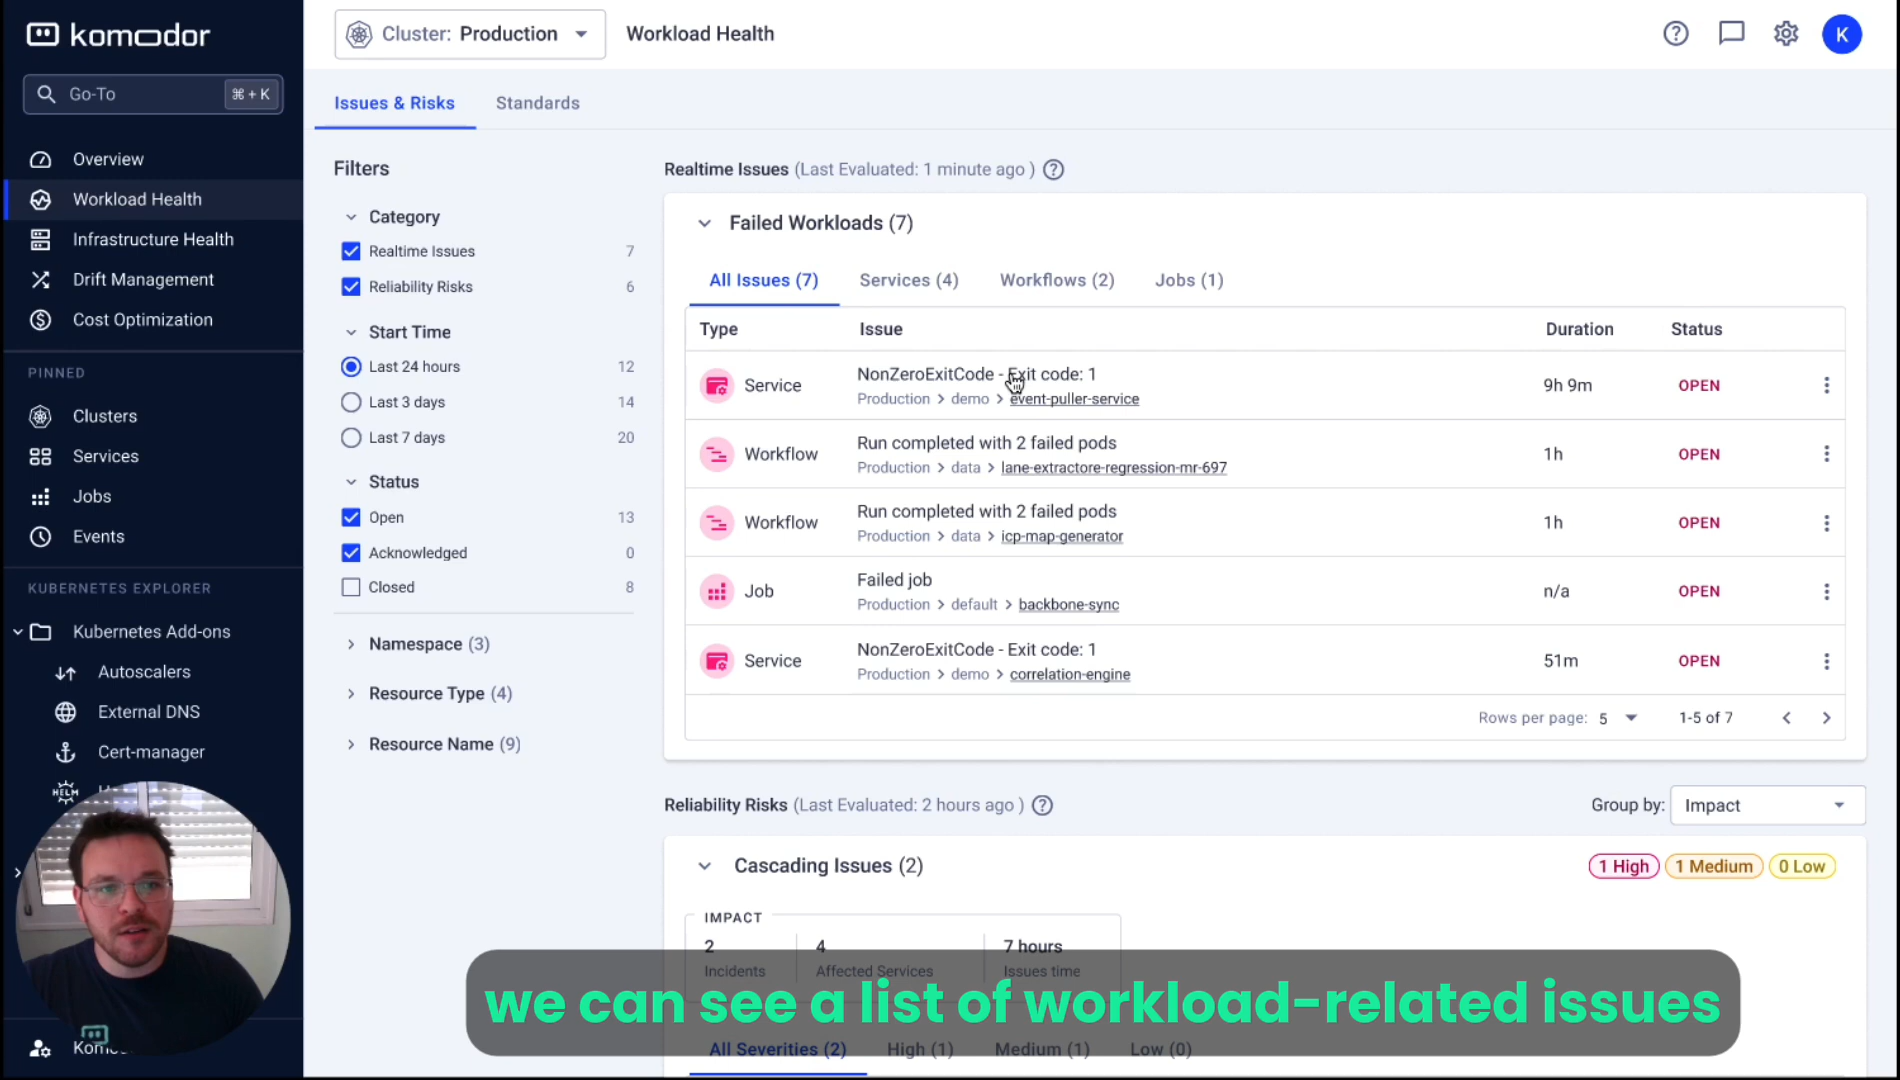 komodor
Go-To
⌘ + K
Overview
Workload Health
Infrastructure Health
Drift Management
Cost Optimization
PINNED
Clusters
Services
Jobs
Events
KUBERNETES EXPLORER
Kubernetes Add-ons
Autoscalers
External DNS
Cert-manager
HELM
Cluster: Production
Workload Health
K
Issues & Risks
Standards
Filters
Category
Realtime Issues 7
Reliability Risks 6
Start Time
Last 24 hours 12
Last 3 days 14
Last 7 days 20
Status
Open 13
Acknowledged 0
Closed 8
Namespace (3)
Resource Type (4)
Resource Name (9)
Realtime Issues (Last Evaluated: 1 minute ago )
Failed Workloads (7)
All Issues (7) Services (4) Workflows (2) Jobs (1)
Type Issue Duration Status
Service NonZeroExitCode - Exit code: 1 9h 9m OPEN
Production > demo > event-puller-service
Workflow Run completed with 2 failed pods 1h OPEN
Production > data > lane-extractore-regression-mr-697
Workflow Run completed with 2 failed pods 1h OPEN
Production > data > icp-map-generator
Job Failed job n/a OPEN
Production > default > backbone-sync
Service NonZeroExitCode - Exit code: 1 51m OPEN
Production > demo > correlation-engine
Rows per page: 5 1-5 of 7
Reliability Risks (Last Evaluated: 2 hours ago )
Group by: Impact
Cascading Issues (2)
1 High 1 Medium 0 Low
IMPACT
2 4 7 hours
Incidents Affected Services Issues time
we can see a list of workload-related issues
All Severities (2) High (1) Medium (1) Low (0)